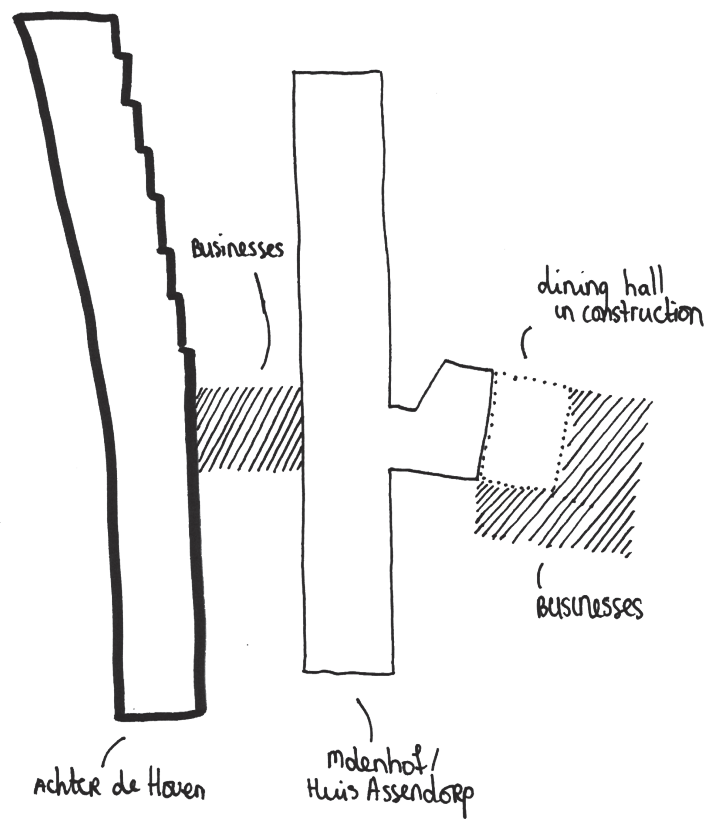 Businesses
dining hall
in construction
Businesses
Achter de Hoven
Molenhof/
Huis Assendorp